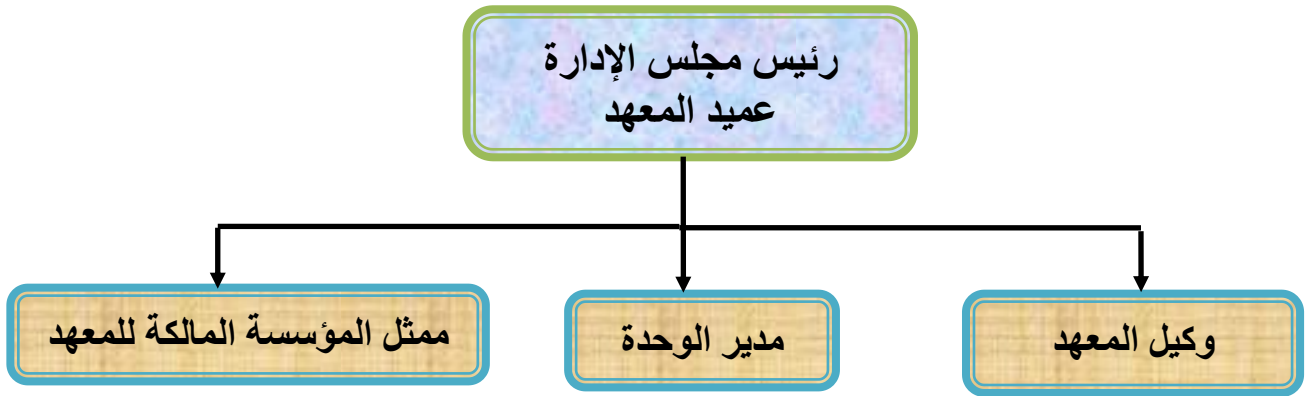 رئيس مجلس الإدارة
عميد المعهد
وكيل المعهد
مدير الوحدة
ممثل المؤسسة المالكة للمعهد